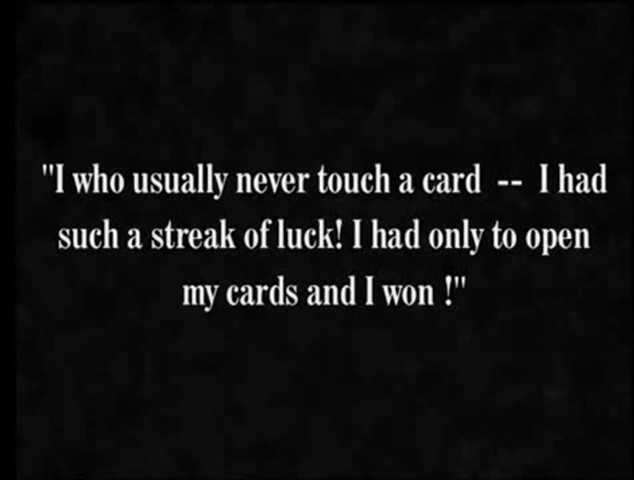 "I who usually never touch a card -- I had
such a streak of luck! I had only to open
my cards and I won !"